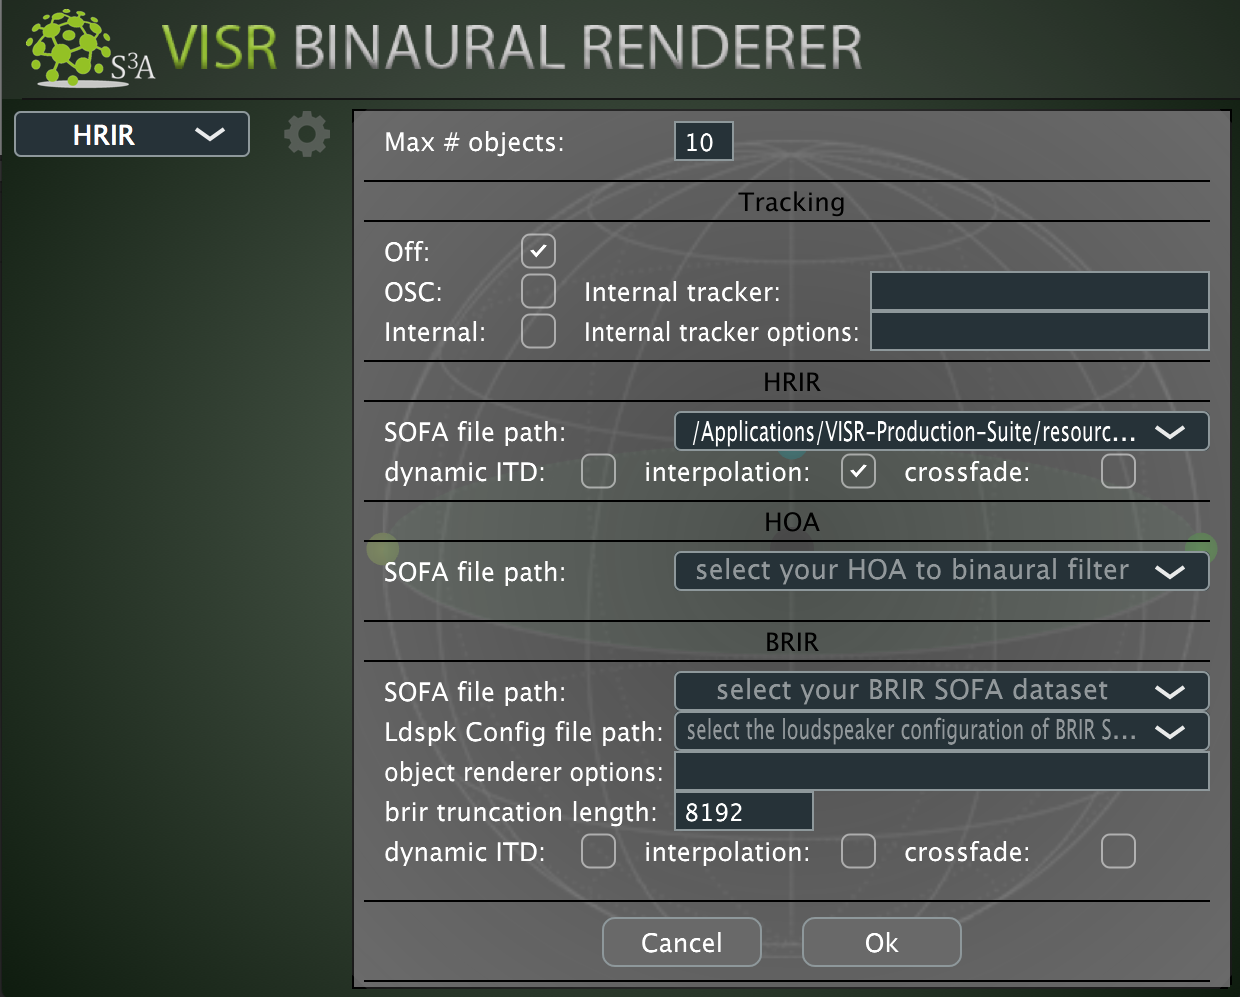 S³A VISR BINAURAL RENDERER
HRIR
Max # objects: 10
Tracking
Off:
OSC: Internal tracker:
Internal: Internal tracker options:
HRIR
SOFA file path: /Applications/VISR-Production-Suite/resourc...
dynamic ITD: interpolation: crossfade:
HOA
SOFA file path: select your HOA to binaural filter
BRIR
SOFA file path: select your BRIR SOFA dataset
Ldspk Config file path: select the loudspeaker configuration of BRIR S...
object renderer options:
brir truncation length: 8192
dynamic ITD: interpolation: crossfade:
Cancel Ok